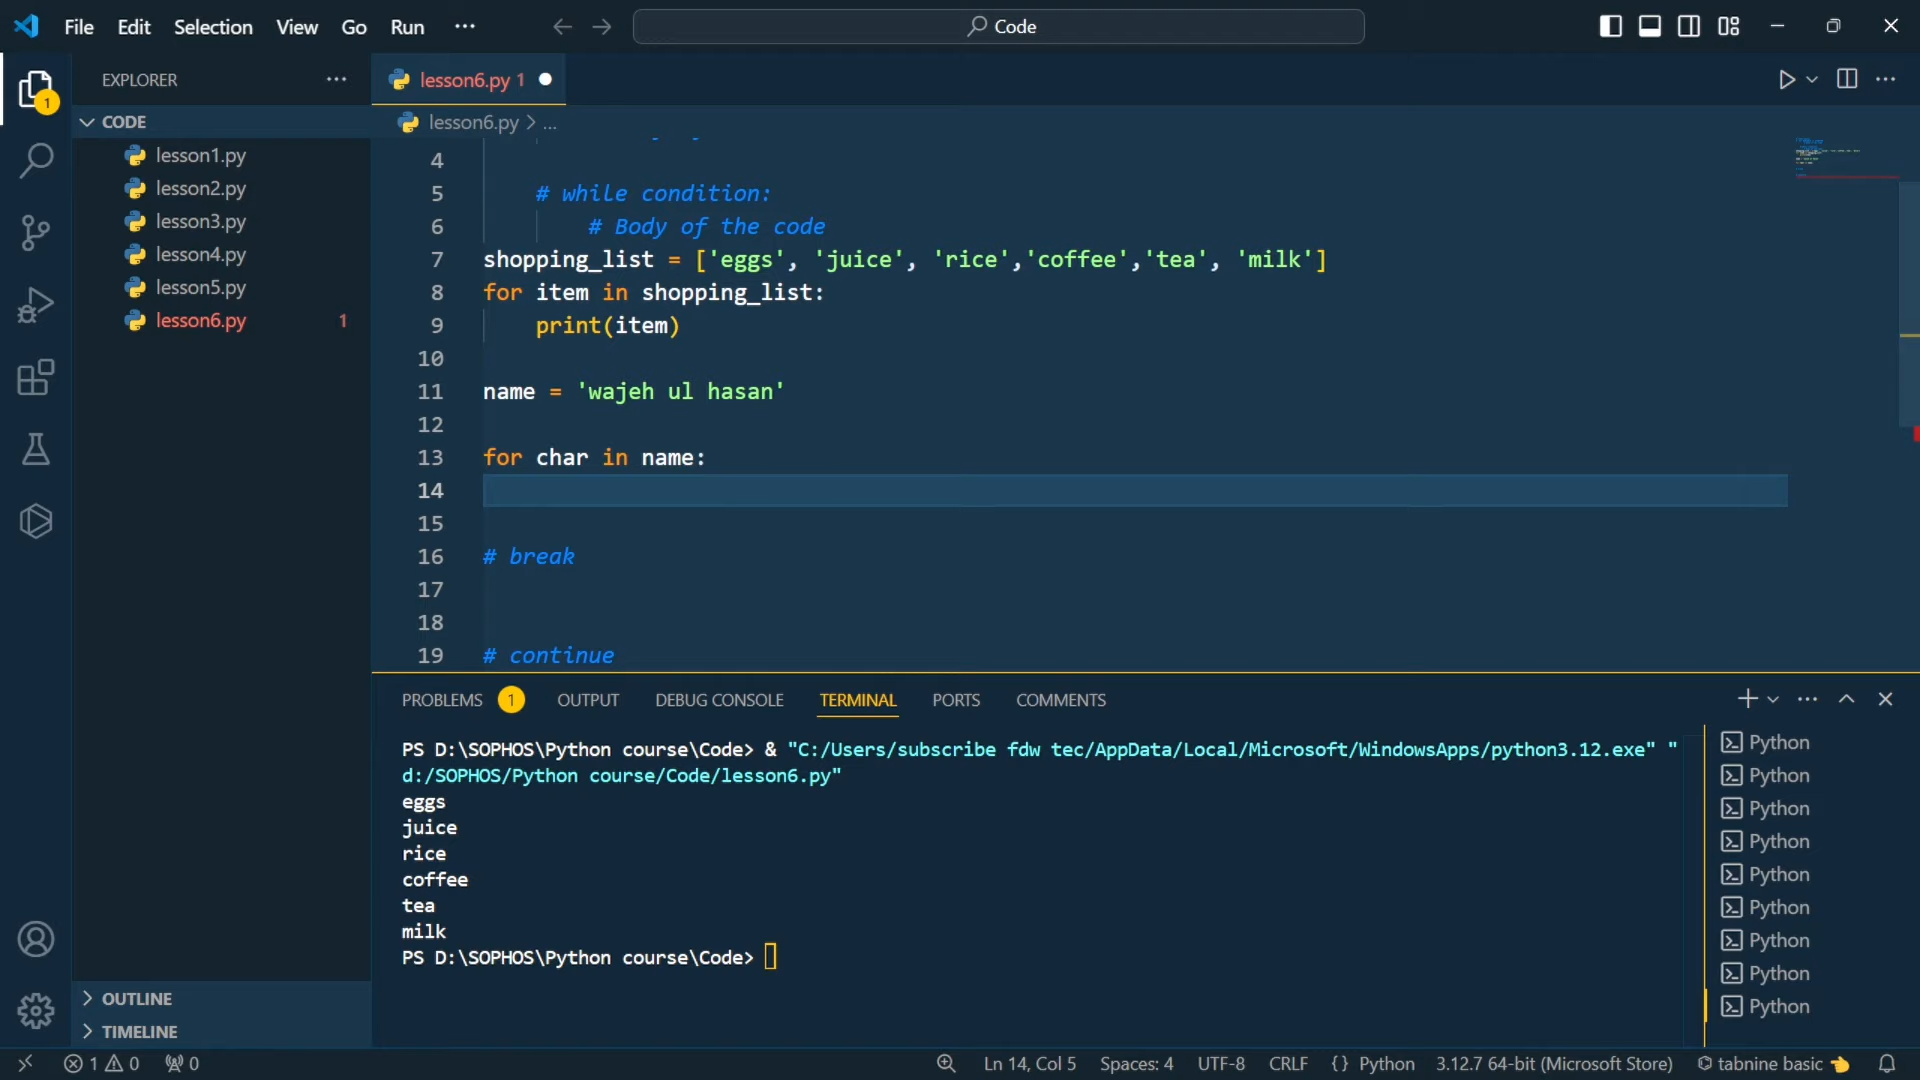 File Edit Selection View Go Run ··· Code
EXPLORER ···
1
CODE
lesson1.py
lesson2.py
lesson3.py
lesson4.py
lesson5.py
lesson6.py 1
OUTLINE
TIMELINE
lesson6.py 1
lesson6.py > ...
4
5 # while condition:
6 # Body of the code
7 shopping_list = ['eggs', 'juice', 'rice','coffee','tea', 'milk']
8 for item in shopping_list:
9 print(item)
10
11 name = 'wajeh ul hasan'
12
13 for char in name:
14
15
16 # break
17
18
19 # continue
PROBLEMS 1 OUTPUT DEBUG CONSOLE TERMINAL PORTS COMMENTS
PS D:\SOPHOS\Python course\Code> & "C:/Users/subscribe fdw tec/AppData/Local/Microsoft/WindowsApps/python3.12.exe" "
d:/SOPHOS/Python course/Code/lesson6.py"
eggs
juice
rice
coffee
tea
milk
PS D:\SOPHOS\Python course\Code>
Python
Python
Python
Python
Python
Python
Python
Python
Python
1 0 0 Ln 14, Col 5 Spaces: 4 UTF-8 CRLF {} Python 3.12.7 64-bit (Microsoft Store) tabnine basic